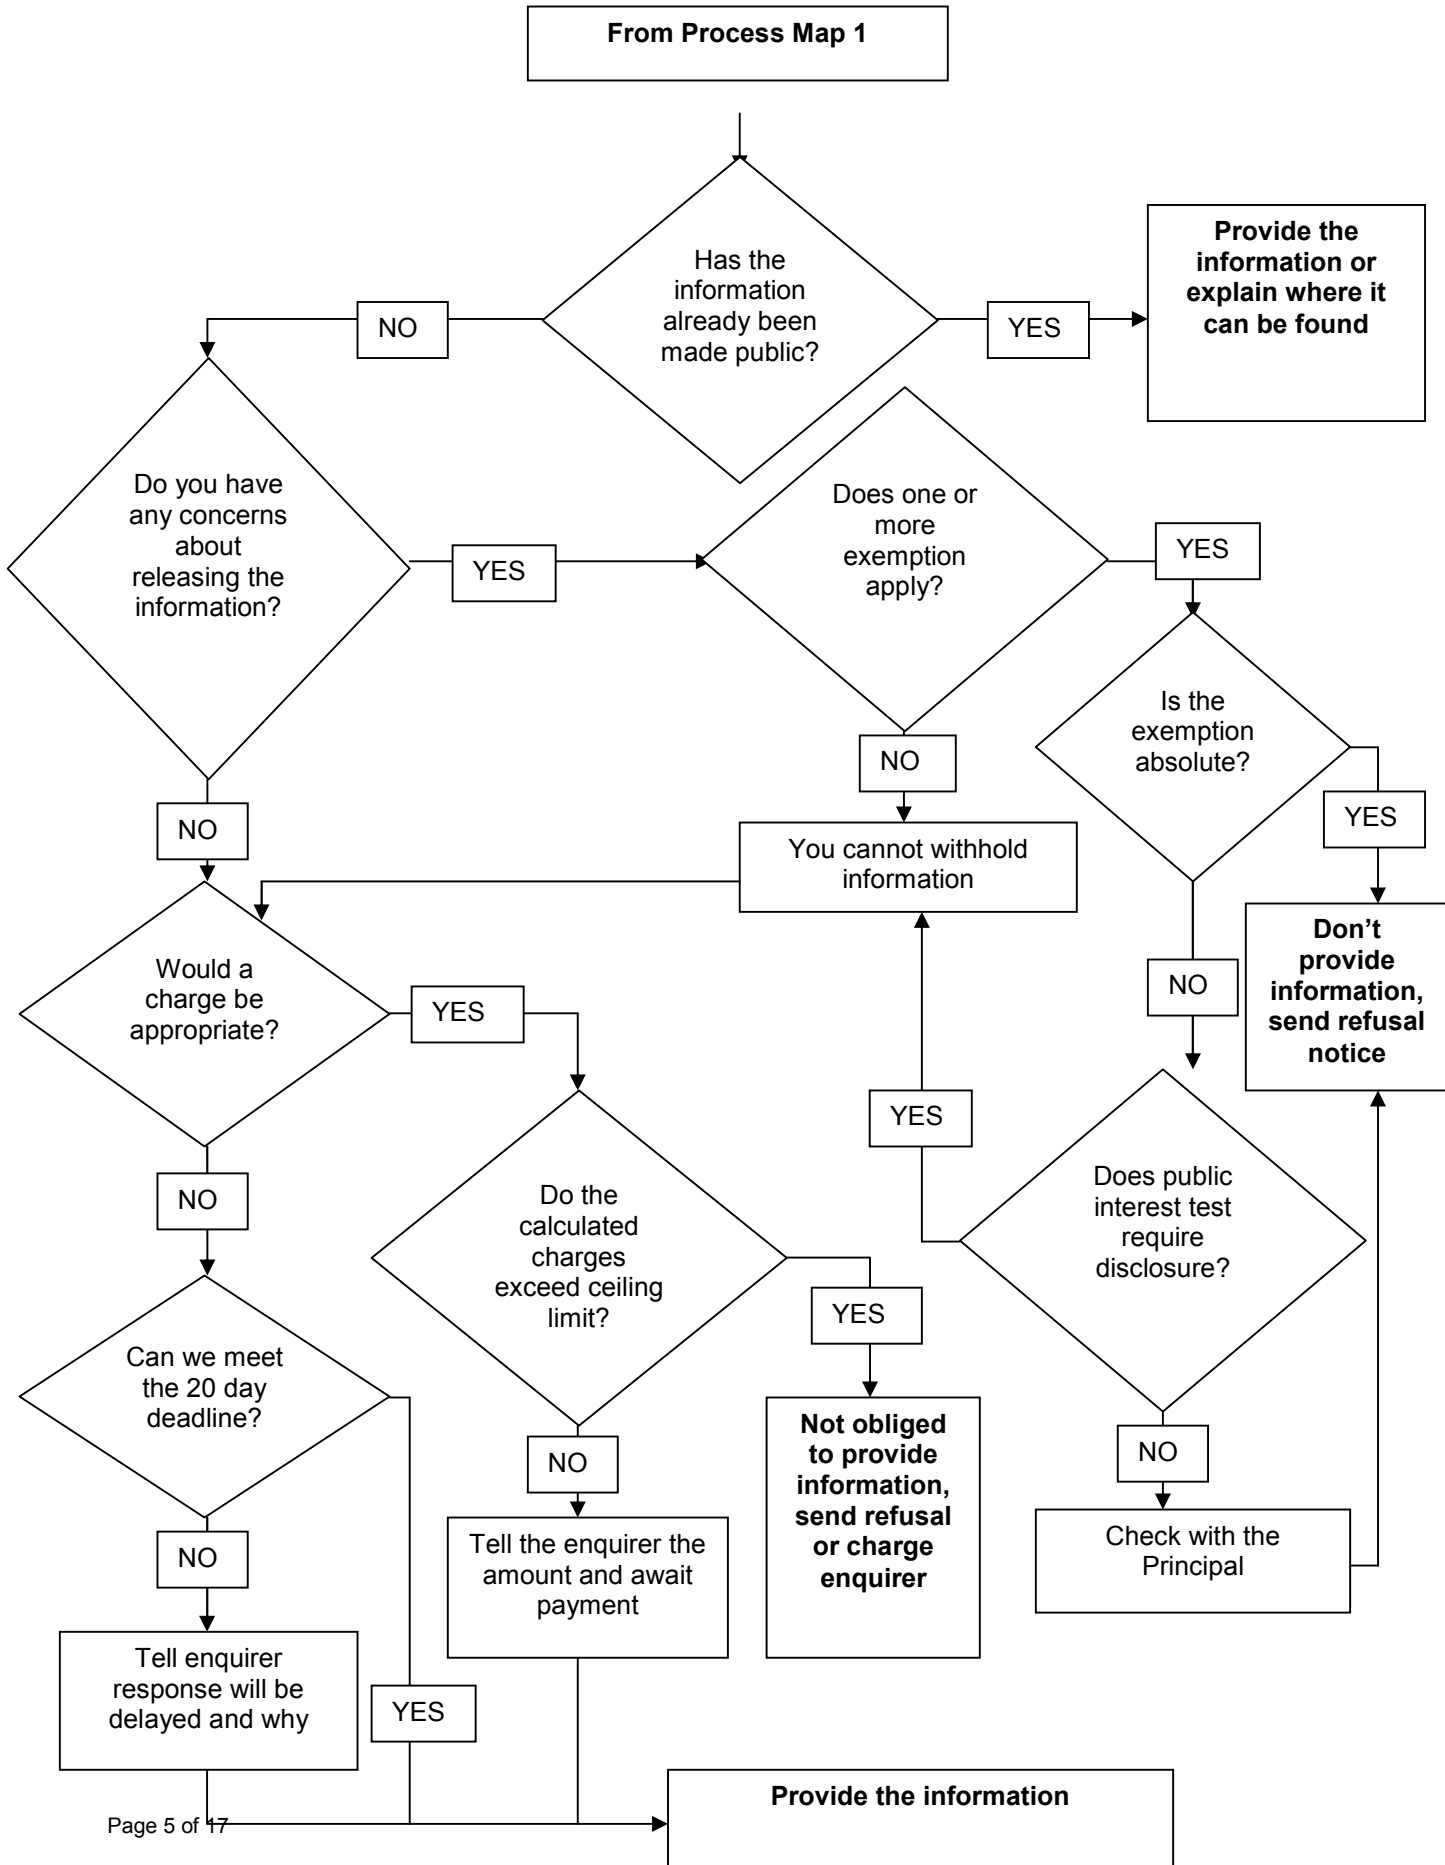 From Process Map 1
Has the
information
already been
made public?
NO
YES
Provide the
information or
explain where it
can be found
Do you have
any concerns
about
releasing the
information?
YES
Does one or
more
exemption
apply?
YES
Is the
exemption
absolute?
NO
YES
NO
You cannot withhold
information
Don’t
provide
information,
send refusal
notice
Would a
charge be
appropriate?
YES
NO
YES
Does public
interest test
require
disclosure?
NO
Do the
calculated
charges
exceed ceiling
limit?
YES
Can we meet
the 20 day
deadline?
NO
Not obliged
to provide
information,
send refusal
or charge
enquirer
NO
Check with the
Principal
NO
Tell the enquirer the
amount and await
payment
Tell enquirer
response will be
delayed and why
YES
Provide the information
Page 5 of 17